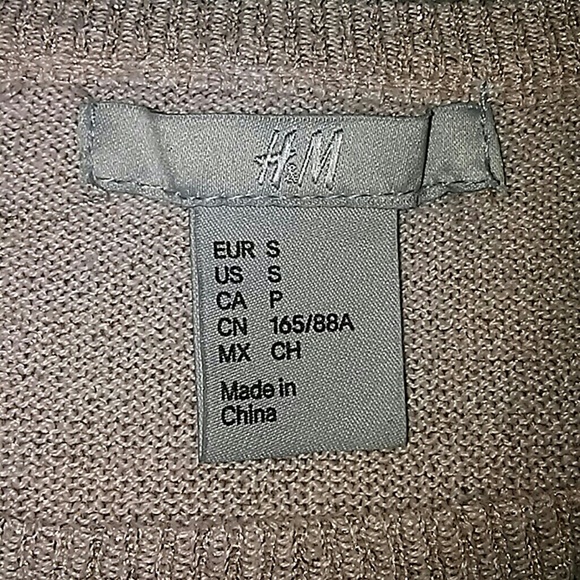 H&M
EUR S
US S
CA P
CN 165/88A
MX CH
Made in
China